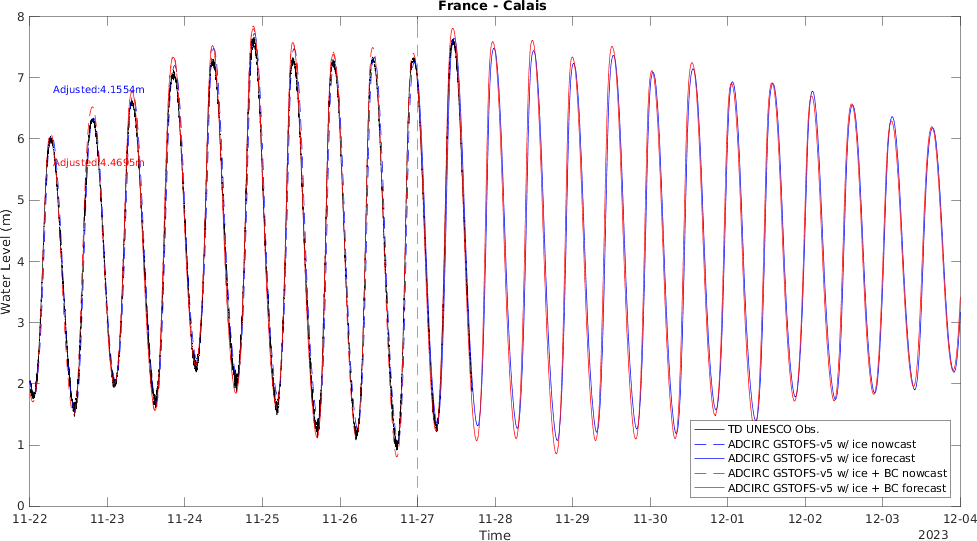 France - Calais
8
7
6
5
4
3
2
1
0
Water Level (m)
Adjusted:4.1554m
Adjusted:4.4695m
TD UNESCO Obs.
ADCIRC GSTOFS-v5 w/ ice nowcast
ADCIRC GSTOFS-v5 w/ ice forecast
ADCIRC GSTOFS-v5 w/ ice + BC nowcast
ADCIRC GSTOFS-v5 w/ ice + BC forecast
11-22 11-23 11-24 11-25 11-26 11-27 11-28 11-29 11-30 12-01 12-02 12-03 12-04
Time
2023